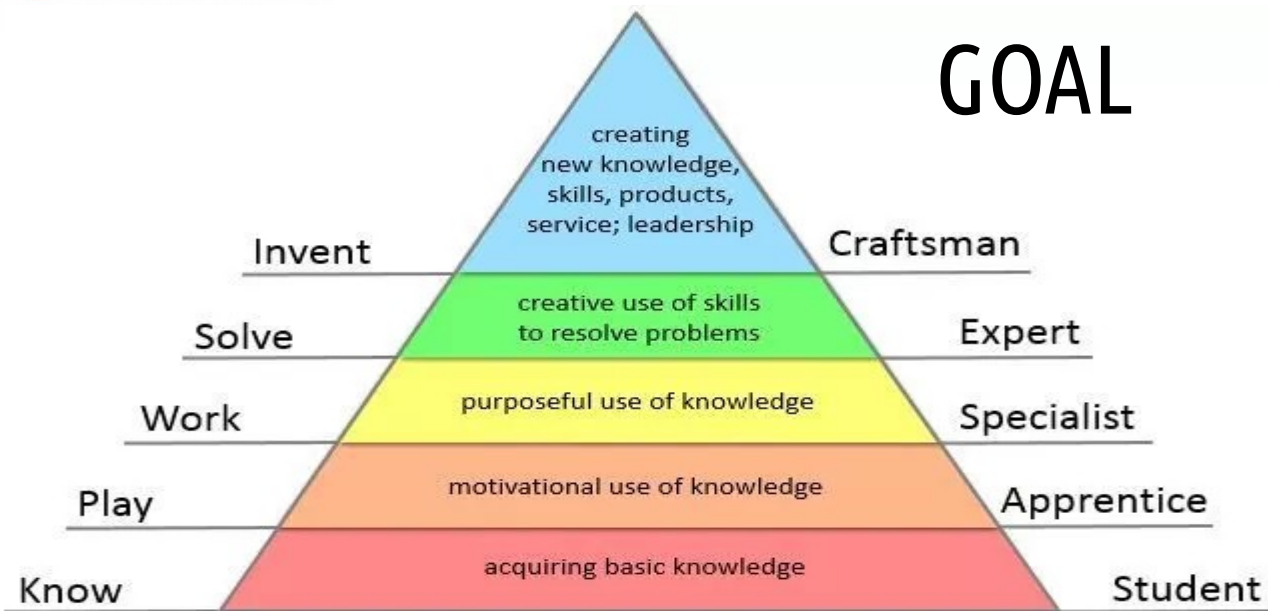 GOAL
creating
new knowledge,
skills, products,
service; leadership
Invent
Craftsman
creative use of skills
to resolve problems
Solve
Expert
purposeful use of knowledge
Work
Specialist
motivational use of knowledge
Play
Apprentice
acquiring basic knowledge
Know
Student